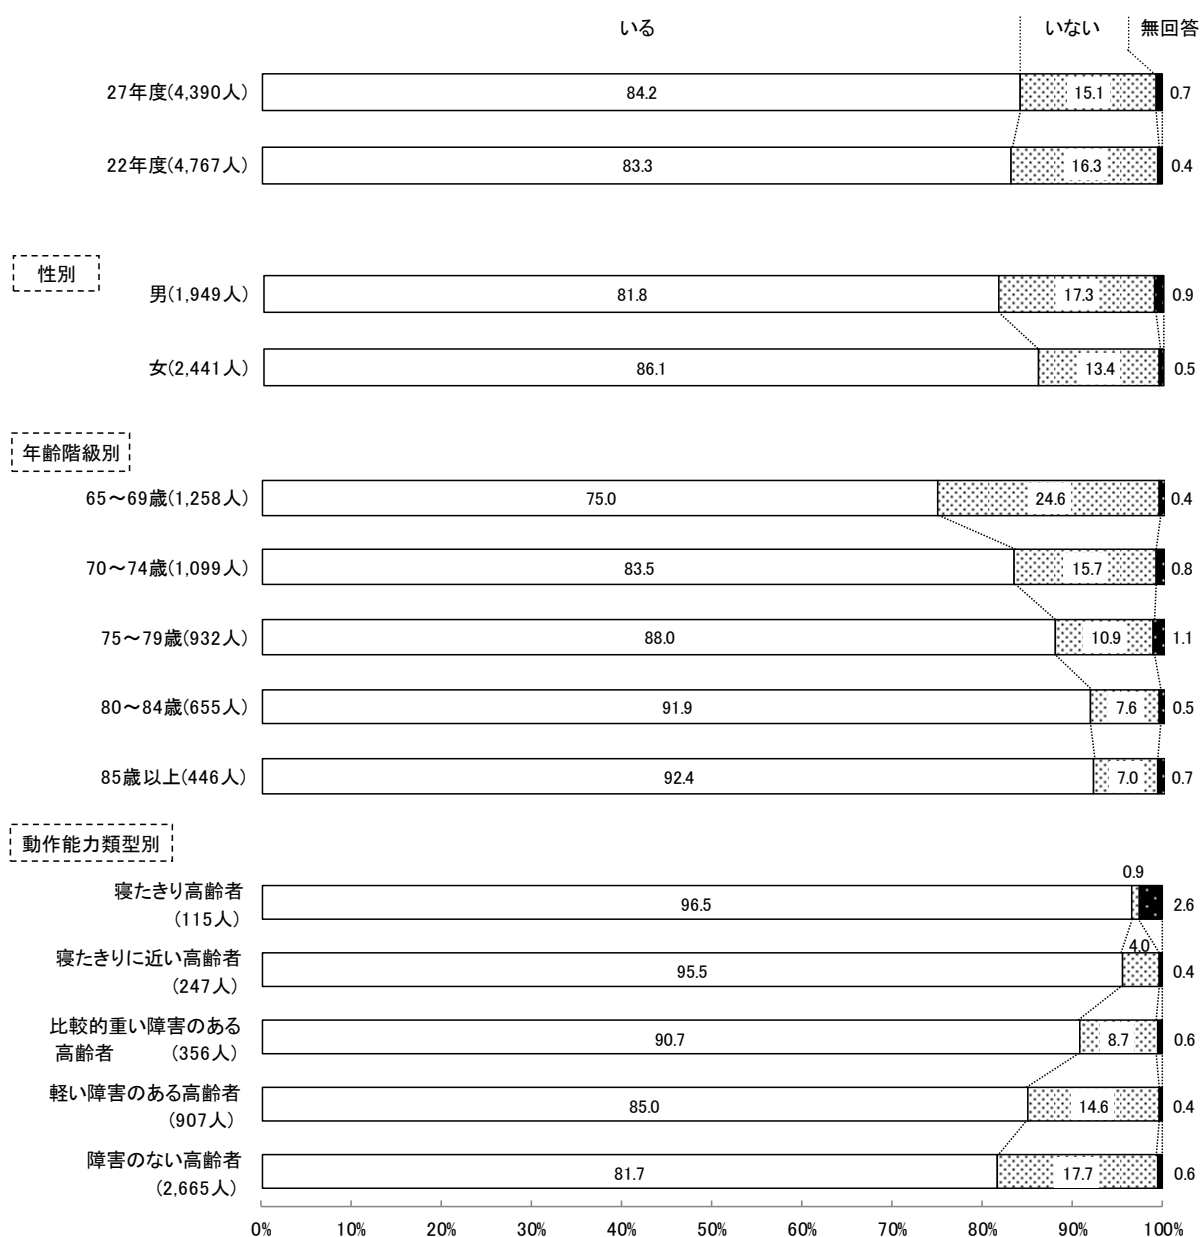 いる いない 無回答
27年度(4,390人) 84.2 15.1 0.7
22年度(4,767人) 83.3 16.3 0.4
性別
男(1,949人) 81.8 17.3 0.9
女(2,441人) 86.1 13.4 0.5
年齢階級別
65～69歳(1,258人) 75.0 24.6 0.4
70～74歳(1,099人) 83.5 15.7 0.8
75～79歳(932人) 88.0 10.9 1.1
80～84歳(655人) 91.9 7.6 0.5
85歳以上(446人) 92.4 7.0 0.7
動作能力類型別
寝たきり高齢者
(115人) 96.5 0.9 2.6
寝たきりに近い高齢者
(247人) 95.5 4.0 0.4
比較的重い障害のある
高齢者 (356人) 90.7 8.7 0.6
軽い障害のある高齢者
(907人) 85.0 14.6 0.4
障害のない高齢者
(2,665人) 81.7 17.7 0.6
0% 10% 20% 30% 40% 50% 60% 70% 80% 90% 100%